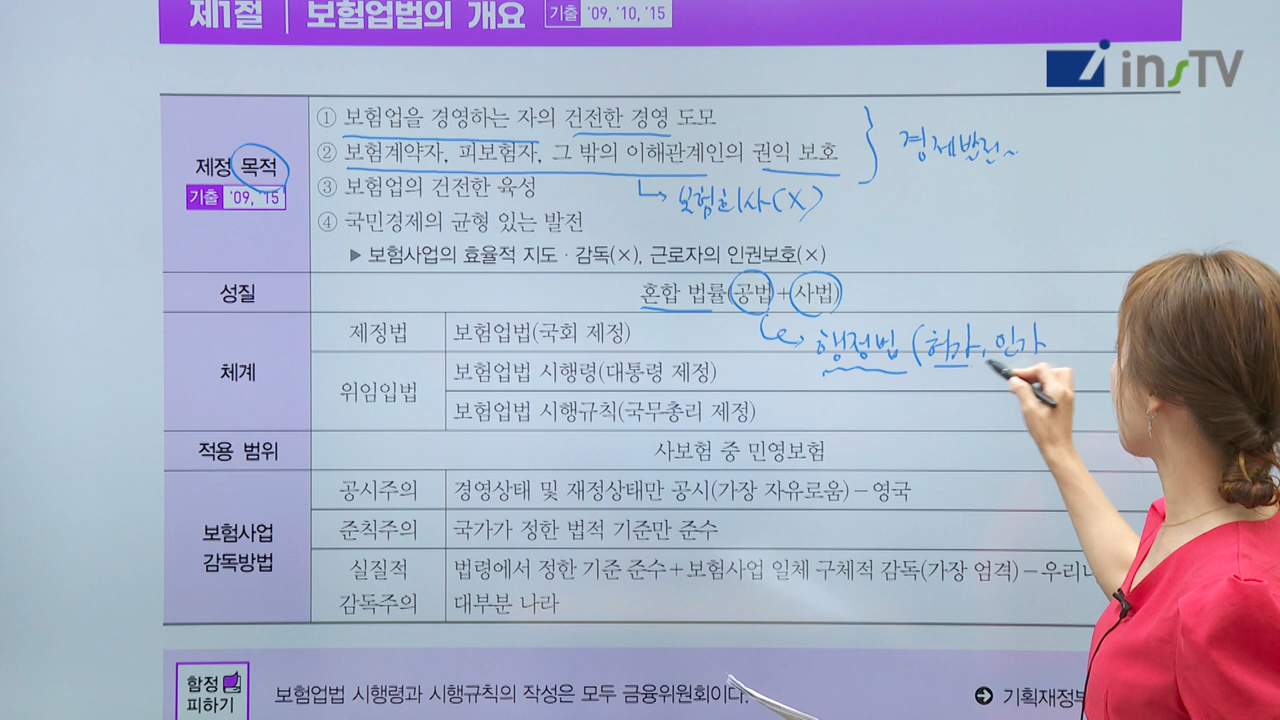 제1절 보험업법의 개요 기출 '09, '10, '15
insTV
제정 목적
기출 '09, '15
① 보험업을 경영하는 자의 건전한 경영 도모
② 보험계약자, 피보험자, 그 밖의 이해관계인의 권익 보호
경제발전~
③ 보험업의 건전한 육성
보험회사(X)
④ 국민경제의 균형 있는 발전
▶ 보험사업의 효율적 지도·감독(×), 근로자의 인권보호(×)
성질
혼합 법률(공법+사법)
행정법 (허가, 인가
체계
제정법
보험업법(국회 제정)
위임입법
보험업법 시행령(대통령 제정)
보험업법 시행규칙(국무총리 제정)
적용 범위
사보험 중 민영보험
보험사업
감독방법
공시주의
경영상태 및 재정상태만 공시(가장 자유로움)-영국
준칙주의
국가가 정한 법적 기준만 준수
실질적
감독주의
법령에서 정한 기준 준수+보험사업 일체 구체적 감독(가장 엄격)-우리나
대부분 나라
함정
피하기
보험업법 시행령과 시행규칙의 작성은 모두 금융위원회이다.
➔ 기획재정부